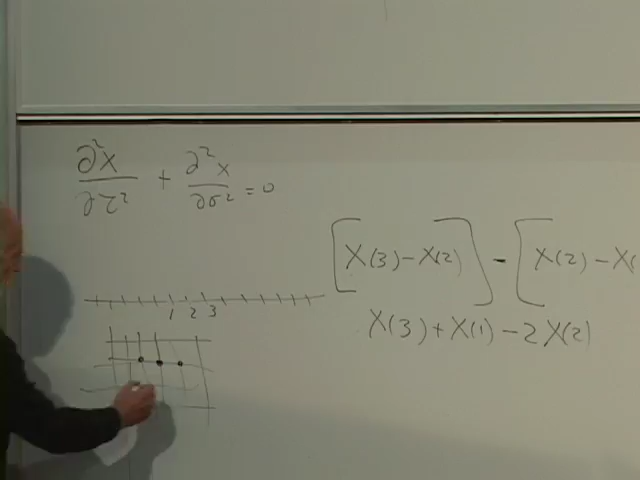 ∂²X/∂τ² + ∂²x/∂σ² = 0
[X(3) – X(2)] – [X(2) – X(
X(3) + X(1) – 2X(2)
1 2 3